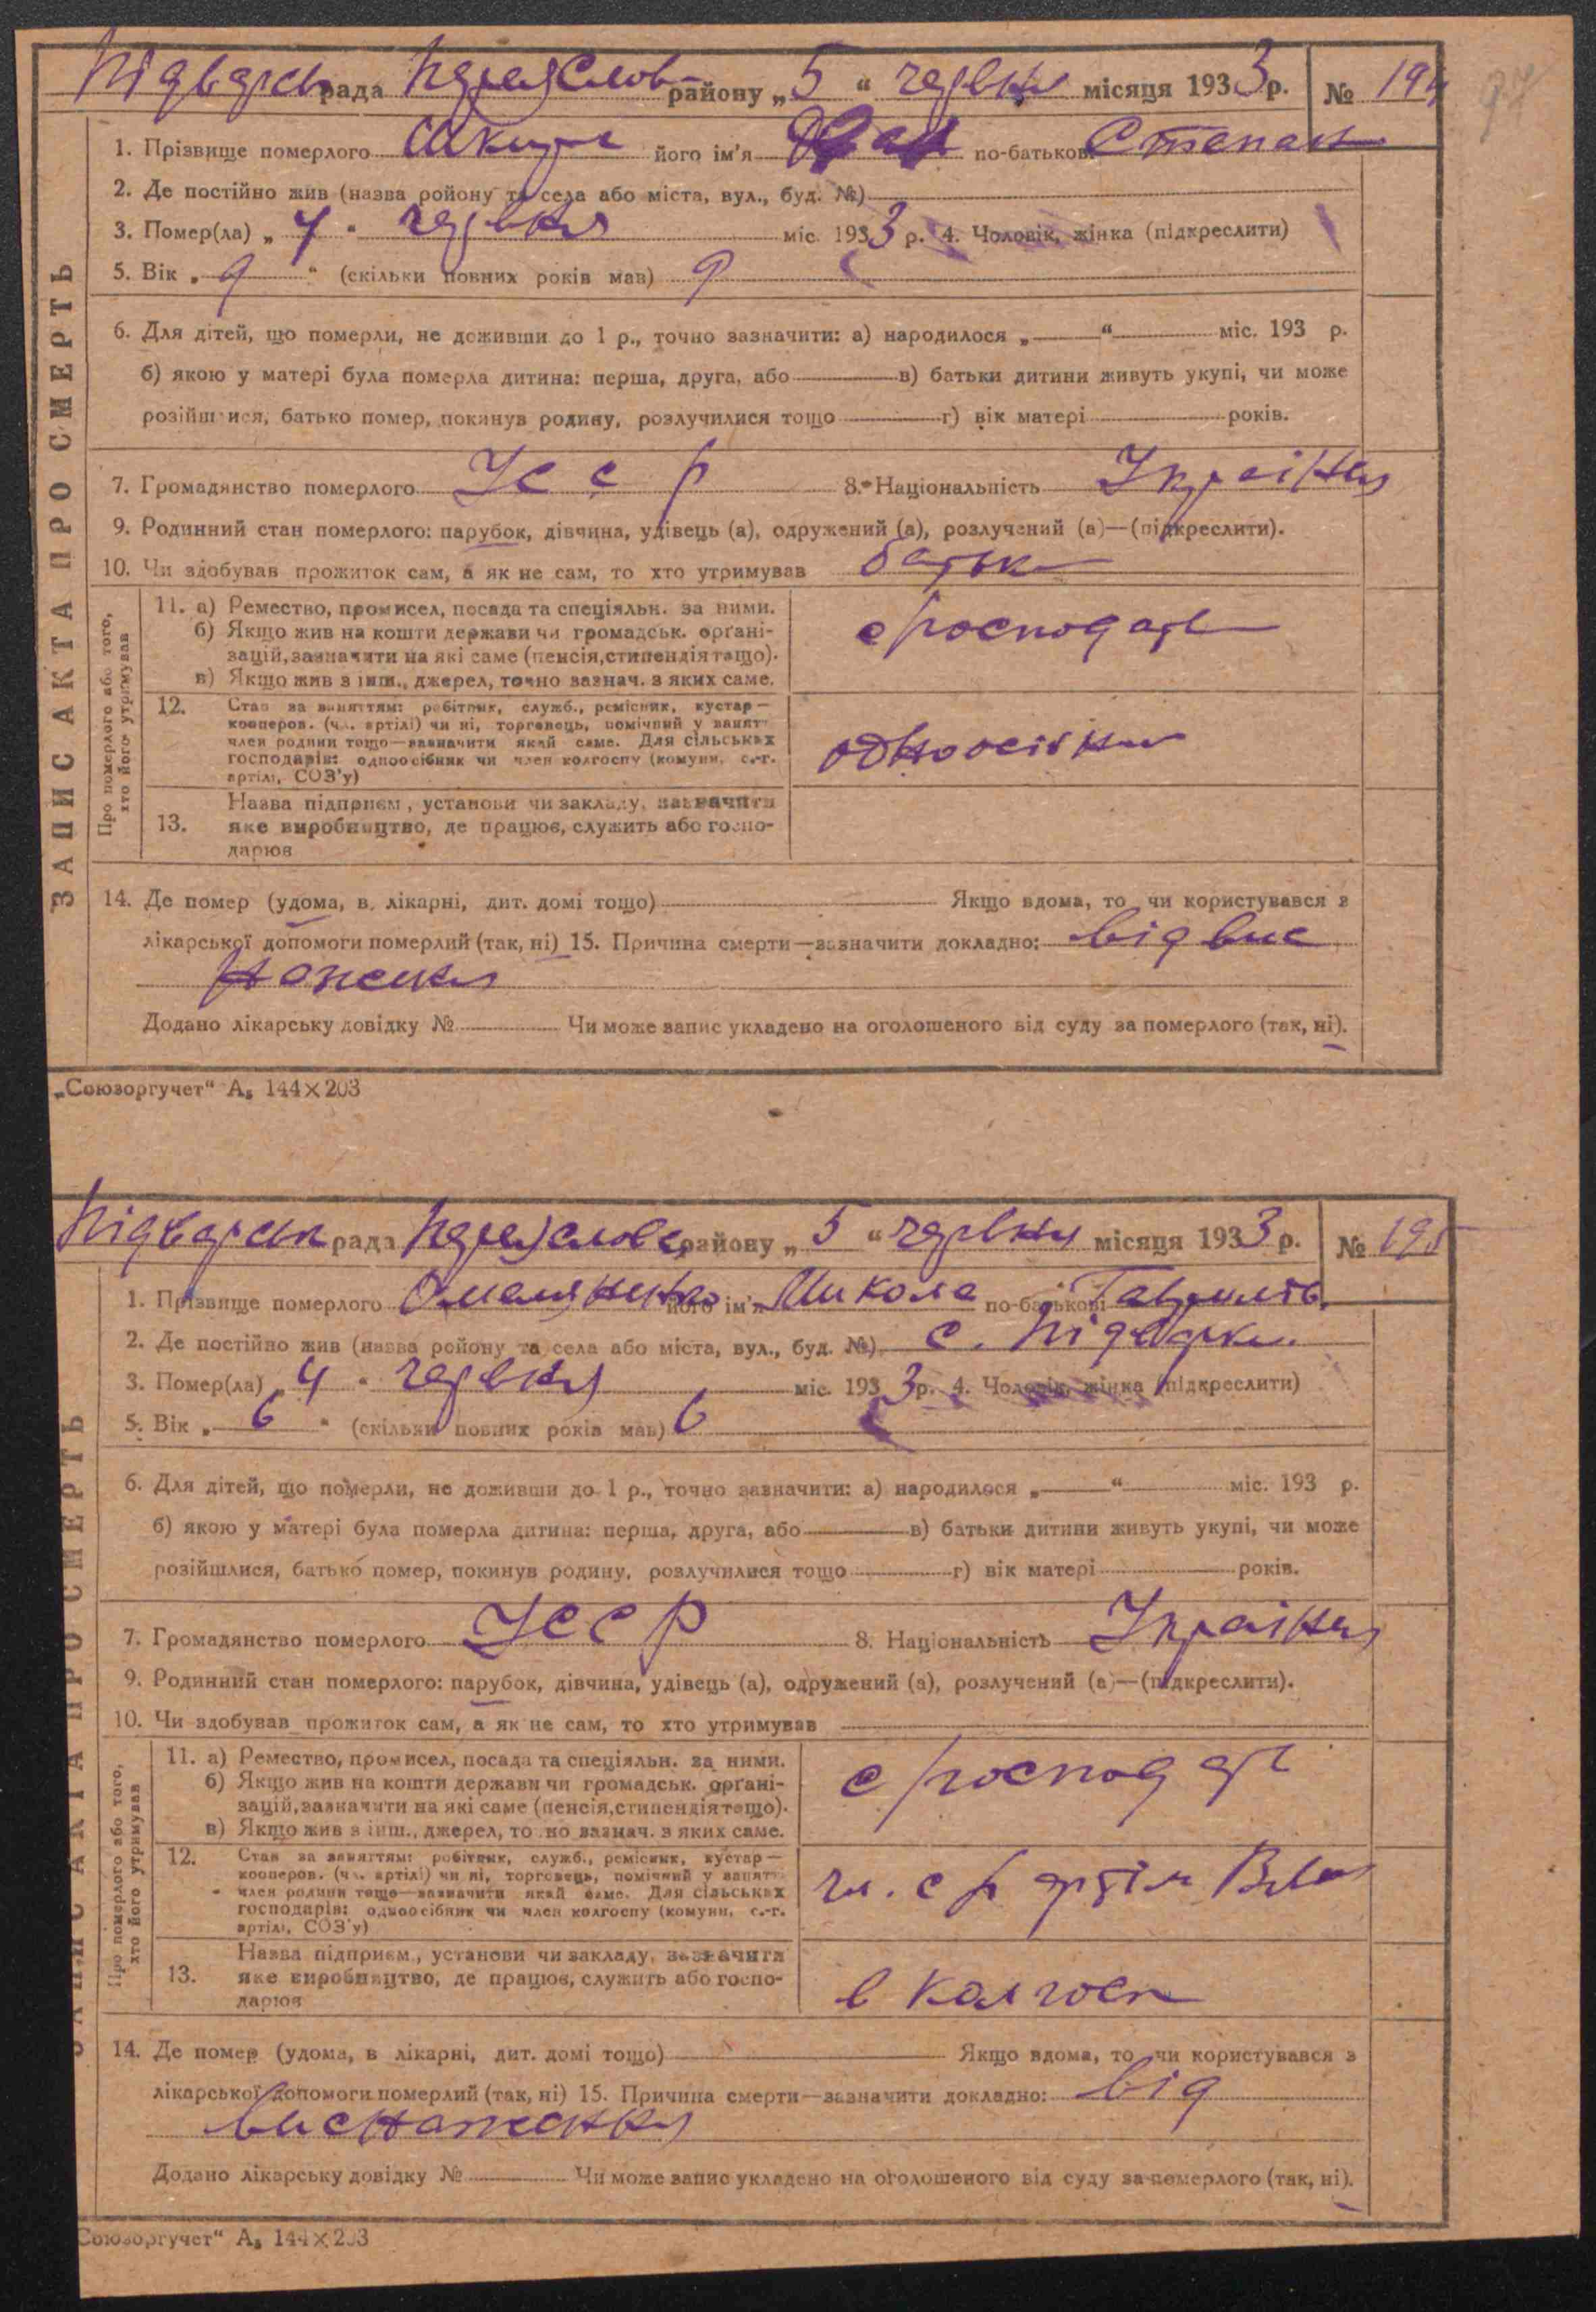 Підварськ рада Переяслов району „5“ червня місяця 1933 р. № 194
1. Прізвище померлого його ім'я по-батькові Степан
2. Де постійно жив (назва ройону та села або міста, вул., буд. №)
3. Помер(ла) „4“ червня міс. 1933 р. 4. Чоловік, жінка (підкреслити)
5. Вік „9“ (скільки повних років мав) 9
6. Для дітей, що померли, не доживши до 1 р., точно зазначити: а) народилося „ “ міс. 193 р.
б) якою у матері була померла дитина: перша, друга, або в) батьки дитини живуть укупі, чи може
розійшлися, батько помер, покинув родину, розлучилися тощо г) вік матері років.
7. Громадянство померлого УССР 8. Національність Україня
9. Родинний стан померлого: парубок, дівчина, удівець (а), одружений (а), розлучений (а)—(підкреслити).
10. Чи здобував прожиток сам, а як не сам, то хто утримував батьк
ЗАПИС АКТА ПРО СМЕРТЬ
Про померлого або того, хто його утримував
11. а) Ремество, промисел, посада та спеціяльн. за ними.
б) Якщо жив на кошти держави чи громадськ. органі-
зацій, зазначити на які саме (пенсія, стипендія тощо).
в) Якщо жив з інш., джерел, точно зазнач. з яких саме.
с росподар
12. Стан за заняттям: робітник, служб., ремісник, кустар—
кооперов. (чл. артілі) чи ні, торговець, помічний у занятт
член родини тощо—зазначити який саме. Для сільських
господарів: одноосібник чи член колгоспу (комуни, с.-г.
артілі, СОЗ'у)
одноосібник
13. Назва підприєм., установи чи закладу, зазначити
яке виробництво, де працює, служить або госпо-
дарює
14. Де помер (удома, в лікарні, дит. домі тощо) Якщо вдома, то чи користувався з
лікарської допомоги померлий (так, ні) 15. Причина смерти—зазначити докладно: від вис
наження
Додано лікарську довідку № Чи може запис укладено на оголошеного від суду за померлого (так, ні).
„Союзоргучет“ А₅ 144×203
Підварськ рада Переяслове району „5“ червня місяця 1933 р. № 195
1. Прізвище померлого Омеляненко його ім'я Микола по-батькові Гаврилов.
2. Де постійно жив (назва ройону та села або міста, вул., буд. №) с. Підварки.
3. Помер(ла) „4“ червня міс. 1933 р. 4. Чоловік, жінка (підкреслити)
5. Вік „6“ (скільки повних років мав) 6
6. Для дітей, що померли, не доживши до 1 р., точно зазначити: а) народилося „ “ міс. 193 р.
б) якою у матері була померла дитина: перша, друга, або в) батьки дитини живуть укупі, чи може
розійшлися, батько помер, покинув родину, розлучилися тощо г) вік матері років.
7. Громадянство померлого УССР 8. Національність Україня
9. Родинний стан померлого: парубок, дівчина, удівець (а), одружений (а), розлучений (а)—(підкреслити).
10. Чи здобував прожиток сам, а як не сам, то хто утримував
ЗАПИС АКТА ПРО СМЕРТЬ
Про померлого або того, хто його утримував
11. а) Ремество, промисел, посада та спеціяльн. за ними.
б) Якщо жив на кошти держави чи громадськ. органі-
зацій, зазначити на які саме (пенсія, стипендія тощо).
в) Якщо жив з інш., джерел, точно зазнач. з яких саме.
с росподар
12. Стан за заняттям: робітник, служб., ремісник, кустар—
кооперов. (чл. артілі) чи ні, торговець, помічний у занятт
член родини тощо—зазначити який саме. Для сільських
господарів: одноосібник чи член колгоспу (комуни, с.-г.
артілі, СОЗ'у)
чл. с р артіли
13. Назва підприєм., установи чи закладу, зазначити
яке виробництво, де працює, служить або госпо-
дарює
в колгосп
14. Де помер (удома, в лікарні, дит. домі тощо) Якщо вдома, то чи користувався з
лікарської допомоги померлий (так, ні) 15. Причина смерти—зазначити докладно: від
виснаження
Додано лікарську довідку № Чи може запис укладено на оголошеного від суду за померлого (так, ні).
Союзоргучет“ А₅ 144×203